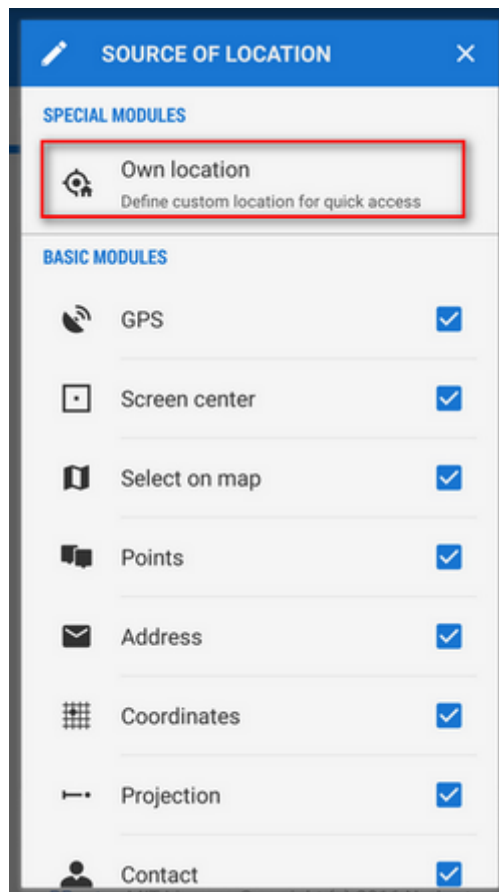 SOURCE OF LOCATION
SPECIAL MODULES
Own location
Define custom location for quick access
BASIC MODULES
GPS
Screen center
Select on map
Points
Address
Coordinates
Projection
Contact